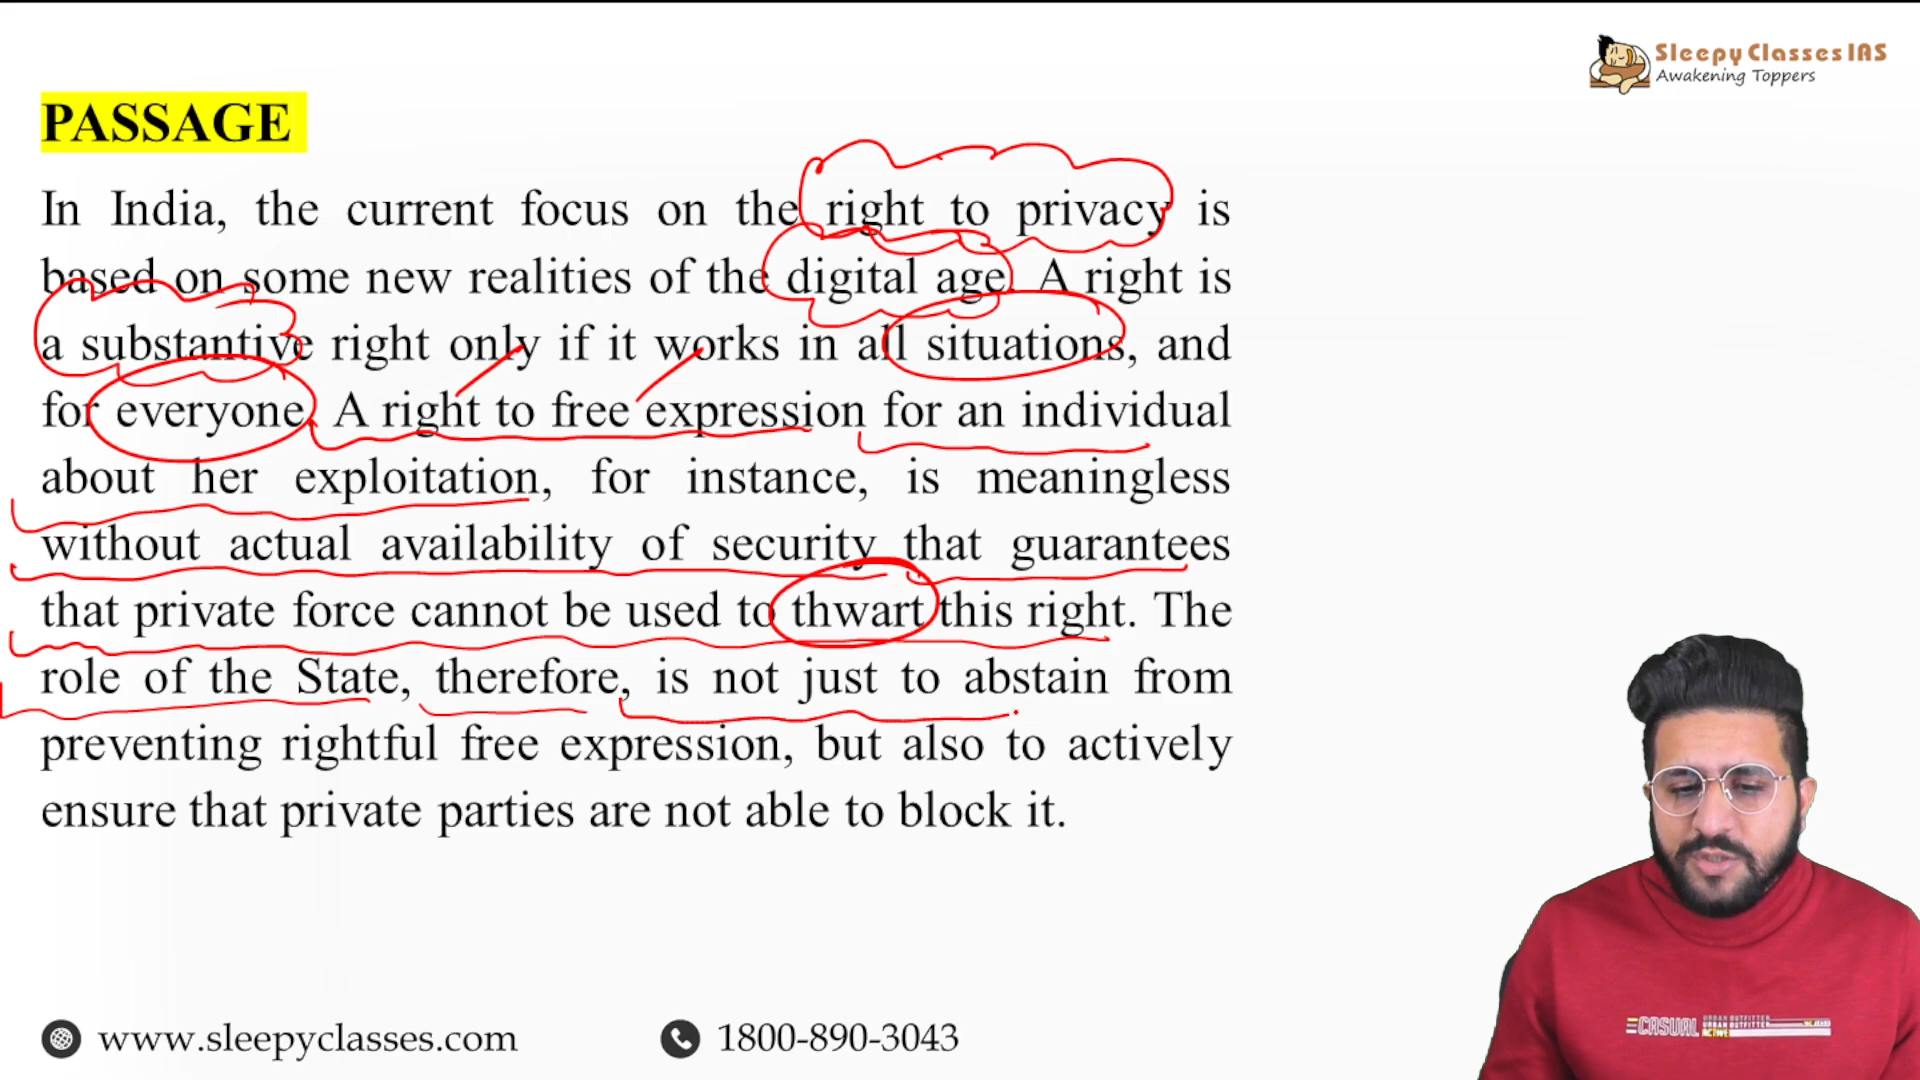 Sleepy Classes IAS
Awakening Toppers
PASSAGE
In India, the current focus on the right to privacy is
based on some new realities of the digital age. A right is
a substantive right only if it works in all situations, and
for everyone. A right to free expression for an individual
about her exploitation, for instance, is meaningless
without actual availability of security that guarantees
that private force cannot be used to thwart this right. The
role of the State, therefore, is not just to abstain from
preventing rightful free expression, but also to actively
ensure that private parties are not able to block it.
CASUAL URBAN OUTFITTER
ACTIVE
www.sleepyclasses.com
1800-890-3043